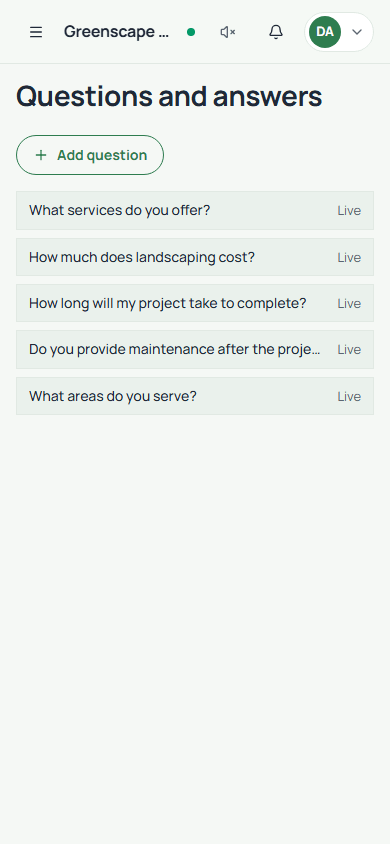 Greenscape ...
DA
Questions and answers
Add question
What services do you offer?
Live
How much does landscaping cost?
Live
How long will my project take to complete?
Live
Do you provide maintenance after the proje...
Live
What areas do you serve?
Live